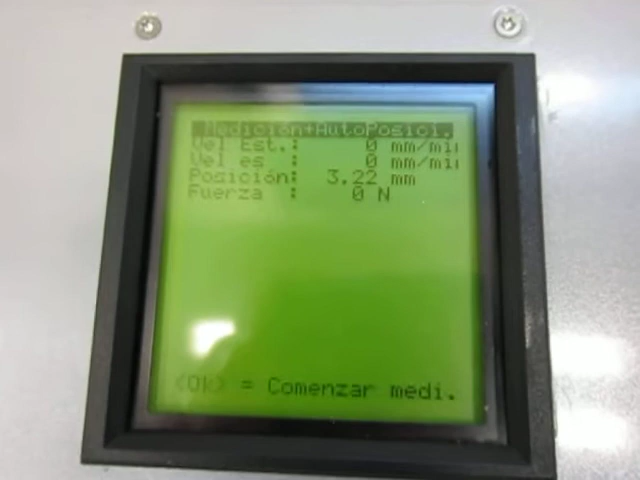 Medición+AutoPosici.
Vel Est.: 0 mm/mi
Vel es : 0 mm/mi
Posición: 3.22 mm
Fuerza : 0 N
<Ok> = Comenzar medi.